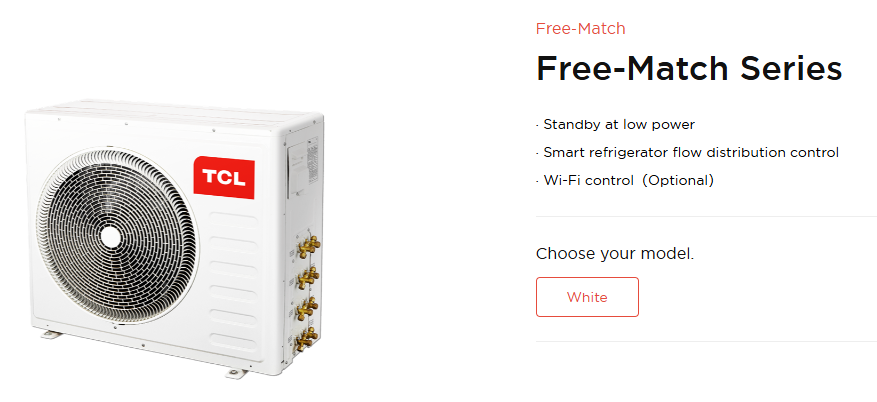 Free-Match
Free-Match Series
· Standby at low power
· Smart refrigerator flow distribution control
· Wi-Fi control (Optional)
TCL
Choose your model.
White